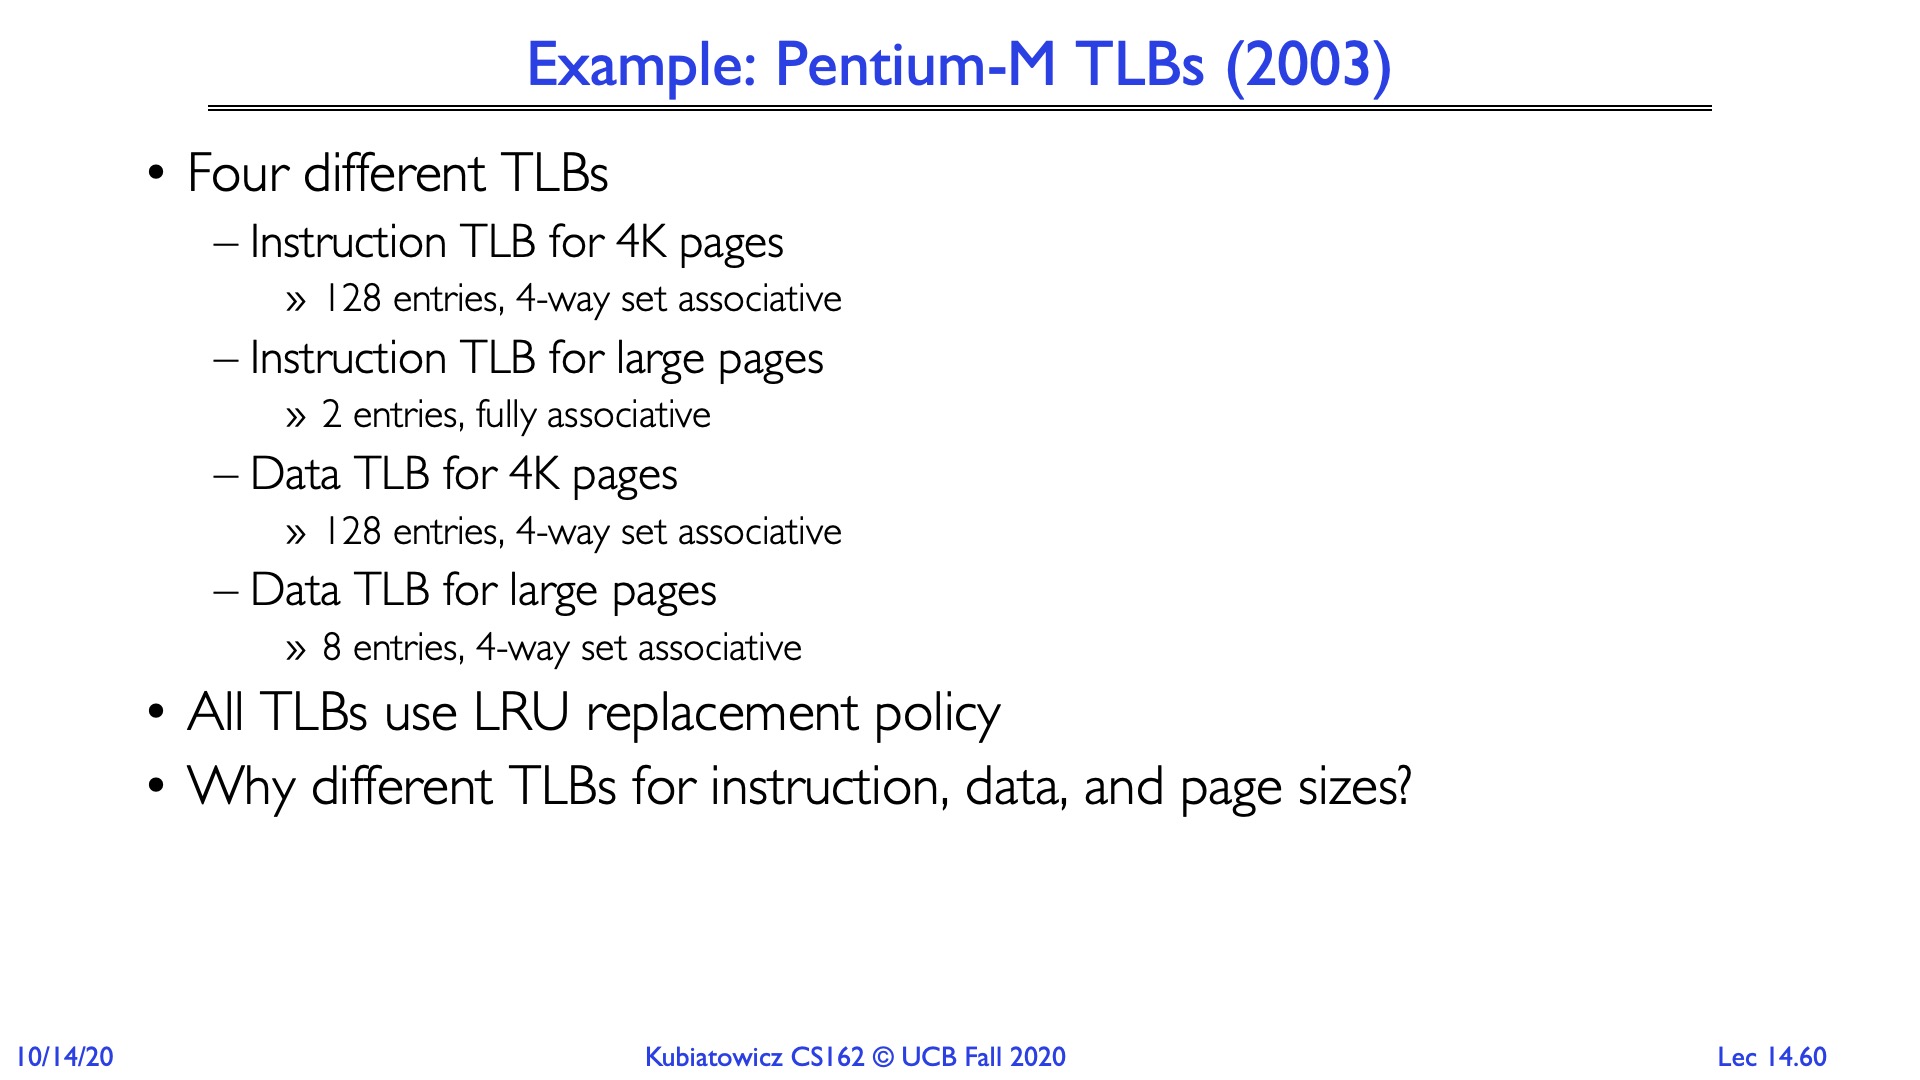 Example: Pentium-M TLBs (2003)
• Four different TLBs
– Instruction TLB for 4K pages
» 128 entries, 4-way set associative
– Instruction TLB for large pages
» 2 entries, fully associative
– Data TLB for 4K pages
» 128 entries, 4-way set associative
– Data TLB for large pages
» 8 entries, 4-way set associative
• All TLBs use LRU replacement policy
• Why different TLBs for instruction, data, and page sizes?
10/14/20
Kubiatowicz CS162 © UCB Fall 2020
Lec 14.60